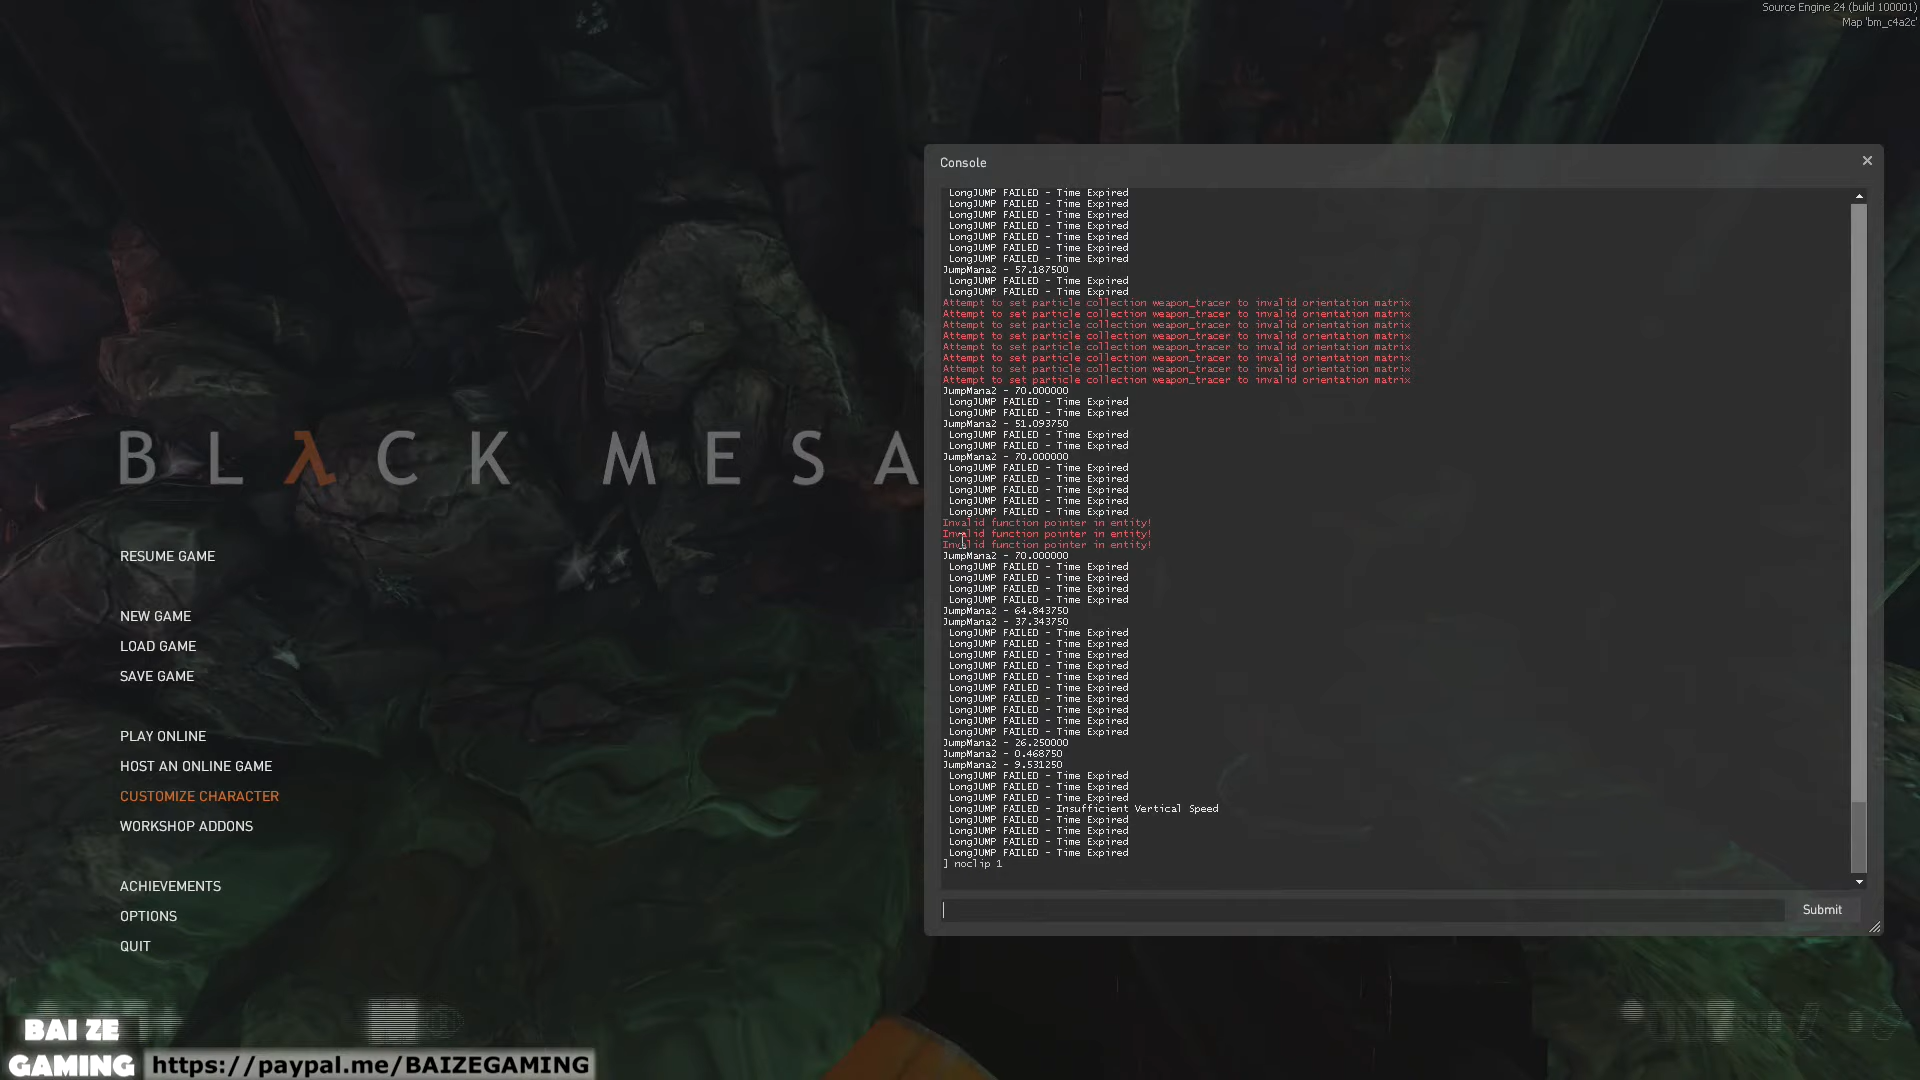 Source Engine 24 (build 100001)
Map 'bm_c4a2c'
BLλCK MESA
RESUME GAME
NEW GAME
LOAD GAME
SAVE GAME
PLAY ONLINE
HOST AN ONLINE GAME
CUSTOMIZE CHARACTER
WORKSHOP ADDONS
ACHIEVEMENTS
OPTIONS
QUIT
Console
LongJUMP FAILED - Time Expired
LongJUMP FAILED - Time Expired
LongJUMP FAILED - Time Expired
LongJUMP FAILED - Time Expired
LongJUMP FAILED - Time Expired
LongJUMP FAILED - Time Expired
LongJUMP FAILED - Time Expired
JumpMana2 - 57.187500
LongJUMP FAILED - Time Expired
LongJUMP FAILED - Time Expired
Attempt to set particle collection weapon_tracer to invalid orientation matrix
Attempt to set particle collection weapon_tracer to invalid orientation matrix
Attempt to set particle collection weapon_tracer to invalid orientation matrix
Attempt to set particle collection weapon_tracer to invalid orientation matrix
Attempt to set particle collection weapon_tracer to invalid orientation matrix
Attempt to set particle collection weapon_tracer to invalid orientation matrix
Attempt to set particle collection weapon_tracer to invalid orientation matrix
Attempt to set particle collection weapon_tracer to invalid orientation matrix
JumpMana2 - 70.000000
LongJUMP FAILED - Time Expired
LongJUMP FAILED - Time Expired
JumpMana2 - 51.093750
LongJUMP FAILED - Time Expired
LongJUMP FAILED - Time Expired
JumpMana2 - 70.000000
LongJUMP FAILED - Time Expired
LongJUMP FAILED - Time Expired
LongJUMP FAILED - Time Expired
LongJUMP FAILED - Time Expired
LongJUMP FAILED - Time Expired
Invalid function pointer in entity!
Invalid function pointer in entity!
Invalid function pointer in entity!
JumpMana2 - 70.000000
LongJUMP FAILED - Time Expired
LongJUMP FAILED - Time Expired
LongJUMP FAILED - Time Expired
LongJUMP FAILED - Time Expired
JumpMana2 - 64.843750
JumpMana2 - 37.343750
LongJUMP FAILED - Time Expired
LongJUMP FAILED - Time Expired
LongJUMP FAILED - Time Expired
LongJUMP FAILED - Time Expired
LongJUMP FAILED - Time Expired
LongJUMP FAILED - Time Expired
LongJUMP FAILED - Time Expired
LongJUMP FAILED - Time Expired
LongJUMP FAILED - Time Expired
LongJUMP FAILED - Time Expired
JumpMana2 - 26.250000
JumpMana2 - 0.468750
JumpMana2 - 9.531250
LongJUMP FAILED - Time Expired
LongJUMP FAILED - Time Expired
LongJUMP FAILED - Time Expired
LongJUMP FAILED - Insufficient Vertical Speed
LongJUMP FAILED - Time Expired
LongJUMP FAILED - Time Expired
LongJUMP FAILED - Time Expired
LongJUMP FAILED - Time Expired
] noclip 1
Submit
BAI ZE
GAMING
https://paypal.me/BAIZEGAMING